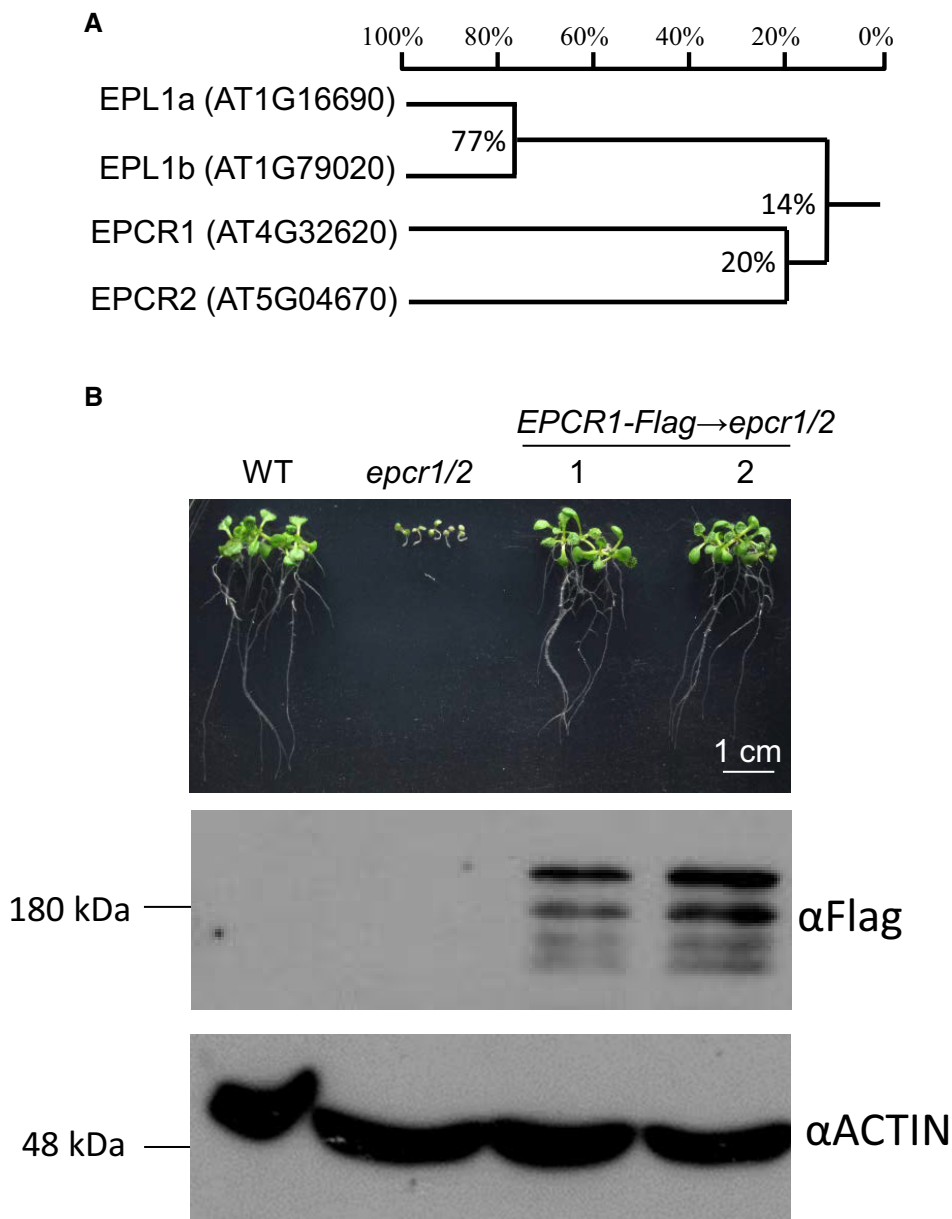 A
100% 80% 60% 40% 20% 0%
EPL1a (AT1G16690)
77%
EPL1b (AT1G79020)
14%
EPCR1 (AT4G32620)
20%
EPCR2 (AT5G04670)
B
EPCR1-Flag→epcr1/2
WT epcr1/2 1 2
1 cm
180 kDa
αFlag
48 kDa
αACTIN